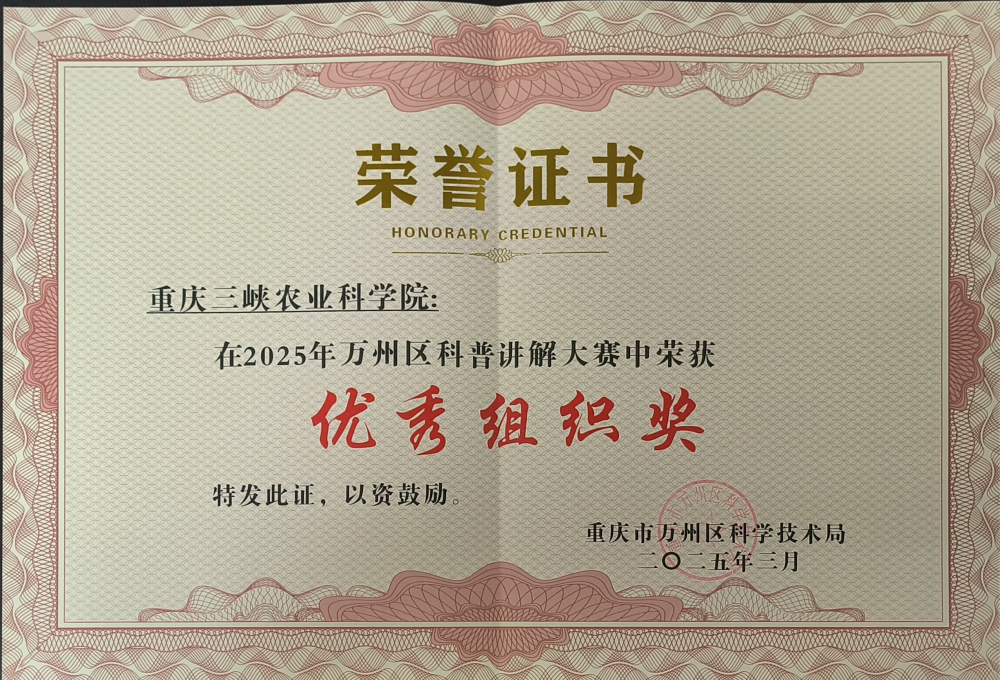 荣誉证书
HONORARY CREDENTIAL
重庆三峡农业科学院:
在2025年万州区科普讲解大赛中荣获
优秀组织奖
特发此证，以资鼓励。
重庆市万州区科学技术局
二〇二五年三月